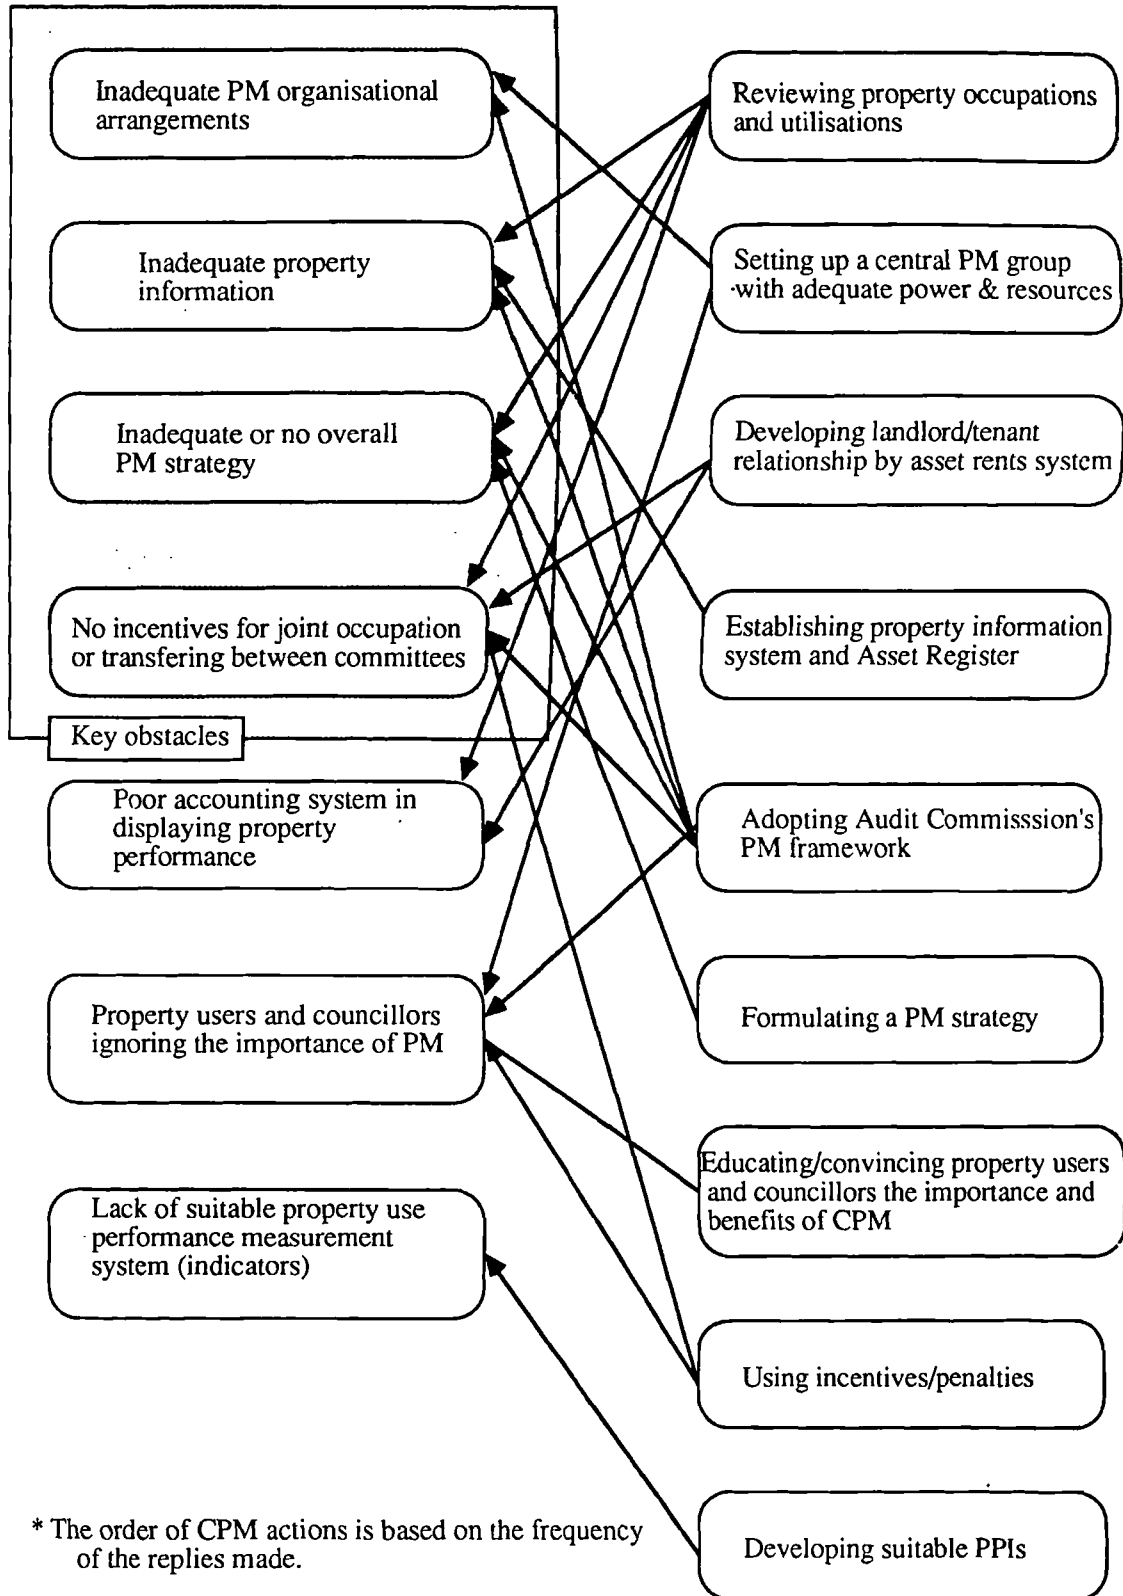 Inadequate PM organisational
arrangements
Inadequate property
information
Inadequate or no overall
PM strategy
No incentives for joint occupation
or transfering between committees
Key obstacles
Poor accounting system in
displaying property
performance
Property users and councillors
ignoring the importance of PM
Lack of suitable property use
performance measurement
system (indicators)
Reviewing property occupations
and utilisations
Setting up a central PM group
with adequate power & resources
Developing landlord/tenant
relationship by asset rents system
Establishing property information
system and Asset Register
Adopting Audit Commisssion's
PM framework
Formulating a PM strategy
Educating/convincing property users
and councillors the importance and
benefits of CPM
Using incentives/penalties
Developing suitable PPIs
* The order of CPM actions is based on the frequency
of the replies made.